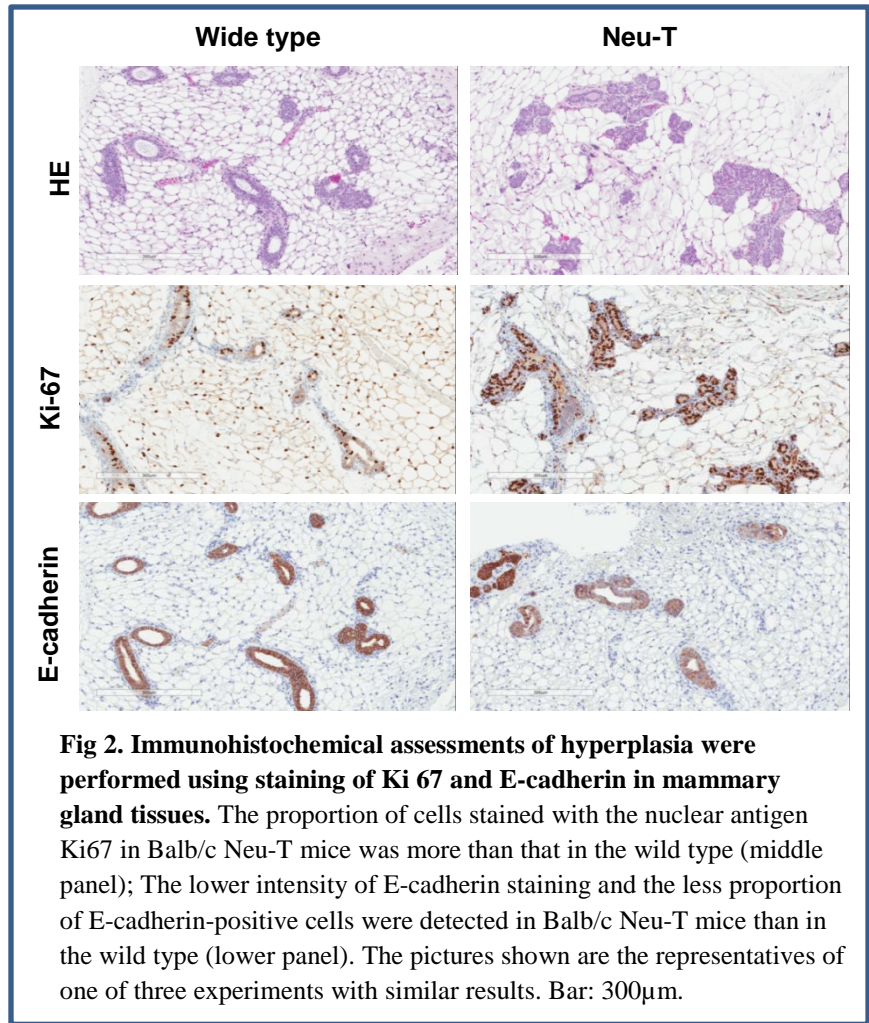 Wide type
Neu-T
HE
Ki-67
E-cadherin
Fig 2. Immunohistochemical assessments of hyperplasia were
performed using staining of Ki 67 and E-cadherin in mammary
gland tissues. The proportion of cells stained with the nuclear antigen
Ki67 in Balb/c Neu-T mice was more than that in the wild type (middle
panel); The lower intensity of E-cadherin staining and the less proportion
of E-cadherin-positive cells were detected in Balb/c Neu-T mice than in
the wild type (lower panel). The pictures shown are the representatives of
one of three experiments with similar results. Bar: 300µm.